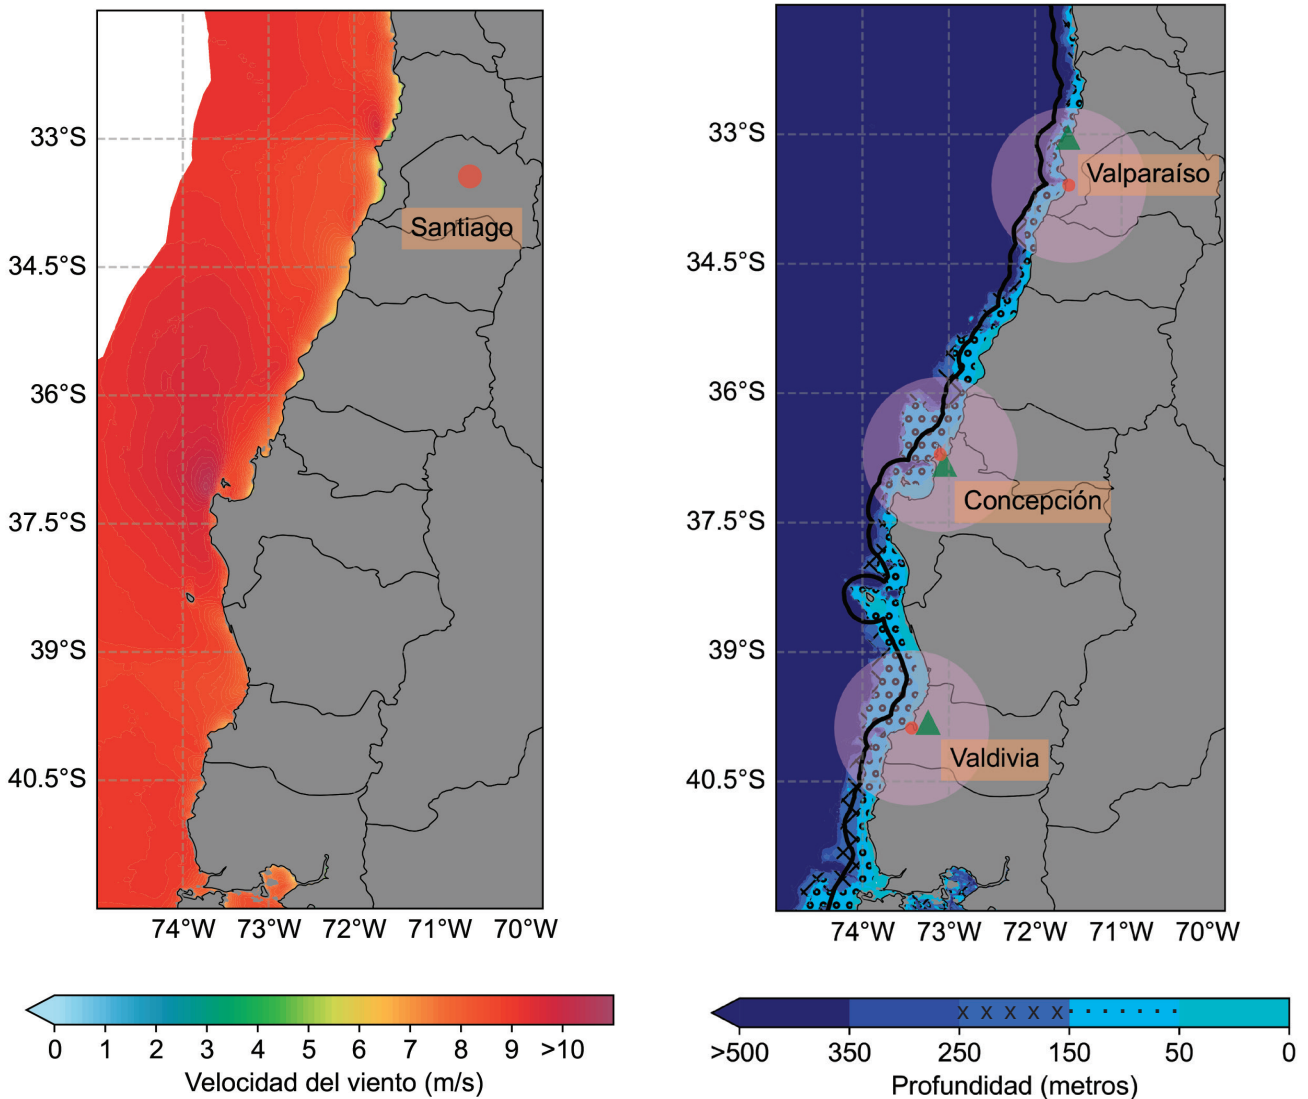 33°S
34.5°S
36°S
37.5°S
39°S
40.5°S
Santiago
74°W 73°W 72°W 71°W 70°W
0 1 2 3 4 5 6 7 8 9 >10
Velocidad del viento (m/s)
33°S
34.5°S
36°S
37.5°S
39°S
40.5°S
Valparaíso
Concepción
Valdivia
74°W 73°W 72°W 71°W 70°W
>500 350 250 150 50 0
Profundidad (metros)